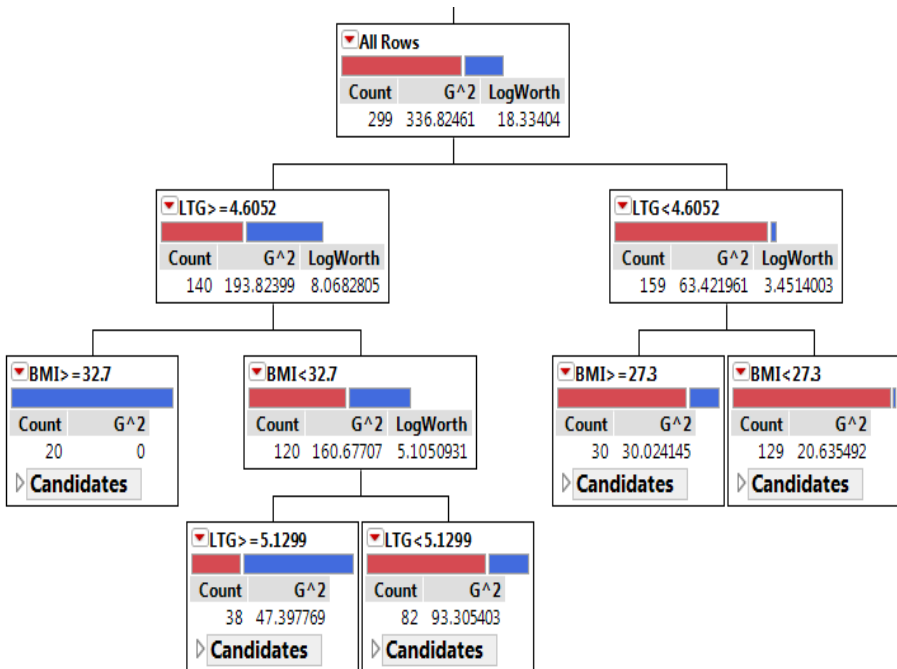 All Rows
Count G^2 LogWorth
299 336.82461 18.33404
LTG>=4.6052
Count G^2 LogWorth
140 193.82399 8.0682805
LTG<4.6052
Count G^2 LogWorth
159 63.421961 3.4514003
BMI>=32.7
Count G^2
20 0
Candidates
BMI<32.7
Count G^2 LogWorth
120 160.67707 5.1050931
BMI>=27.3
Count G^2
30 30.024145
Candidates
BMI<27.3
Count G^2
129 20.635492
Candidates
LTG>=5.1299
Count G^2
38 47.397769
Candidates
LTG<5.1299
Count G^2
82 93.305403
Candidates